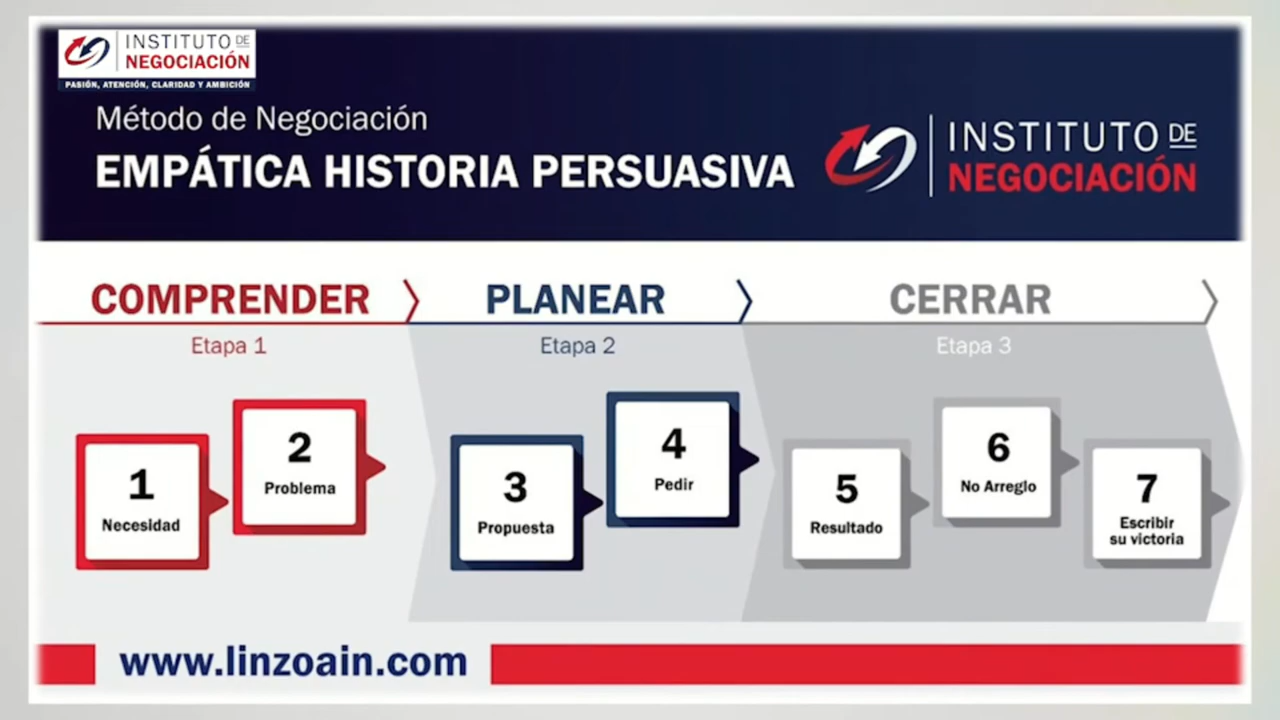 INSTITUTO DE
NEGOCIACIÓN
PASIÓN, ATENCIÓN, CLARIDAD Y AMBICIÓN
Método de Negociación
EMPÁTICA HISTORIA PERSUASIVA
INSTITUTO DE
NEGOCIACIÓN
COMPRENDER
Etapa 1
PLANEAR
Etapa 2
CERRAR
Etapa 3
1
Necesidad
2
Problema
3
Propuesta
4
Pedir
5
Resultado
6
No Arreglo
7
Escribir
su victoria
www.linzoain.com